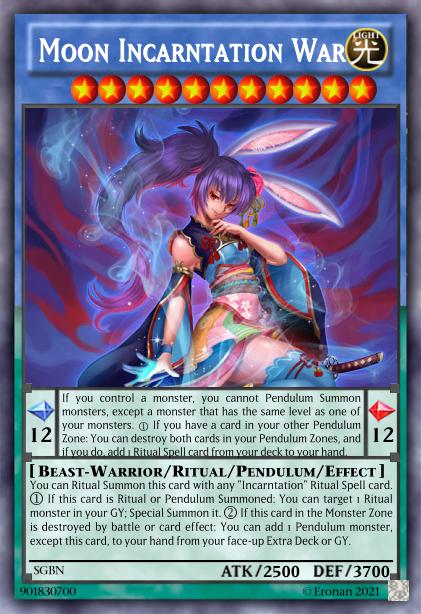 MOON INCARNTATION WAR
LIGHT
光
If you control a monster, you cannot Pendulum Summon
monsters, except a monster that has the same level as one of
your monsters. ① If you have a card in your other Pendulum
Zone: You can destroy both cards in your Pendulum Zones, and
if you do, add 1 Ritual Spell card from your deck to your hand.
12
12
[BEAST-WARRIOR/RITUAL/PENDULUM/EFFECT]
You can Ritual Summon this card with any "Incarntation" Ritual Spell card.
① If this card is Ritual or Pendulum Summoned: You can target 1 Ritual
monster in your GY; Special Summon it. ② If this card in the Monster Zone
is destroyed by battle or card effect: You can add 1 Pendulum monster,
except this card, to your hand from your face-up Extra Deck or GY.
SGBN
ATK/2500 DEF/3700
901830700
© Eronan 2021